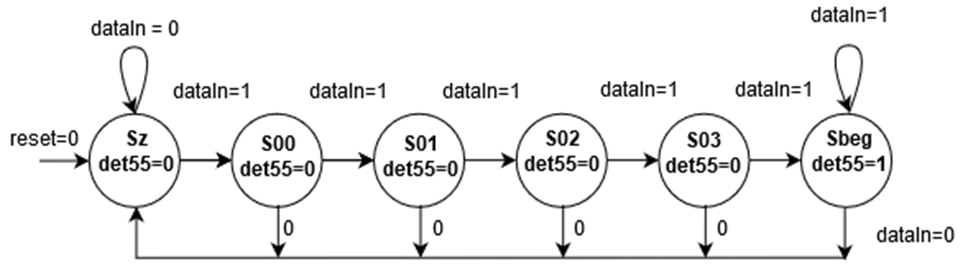 dataIn=1
dataIn = 0
dataIn=1
dataIn=1
dataIn=1
dataIn=1
dataIn=1
reset=0
Sz
det55=0
S00
det55=0
S01
det55=0
S02
det55=0
S03
det55=0
Sbeg
det55=1
0
0
0
0
dataIn=0